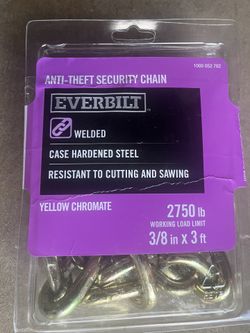 1000 052 762
ANTI-THEFT SECURITY CHAIN
EVERBILT
WELDED
CASE HARDENED STEEL
RESISTANT TO CUTTING AND SAWING
YELLOW CHROMATE
2750 lb
WORKING LOAD LIMIT
3/8 in x 3 ft